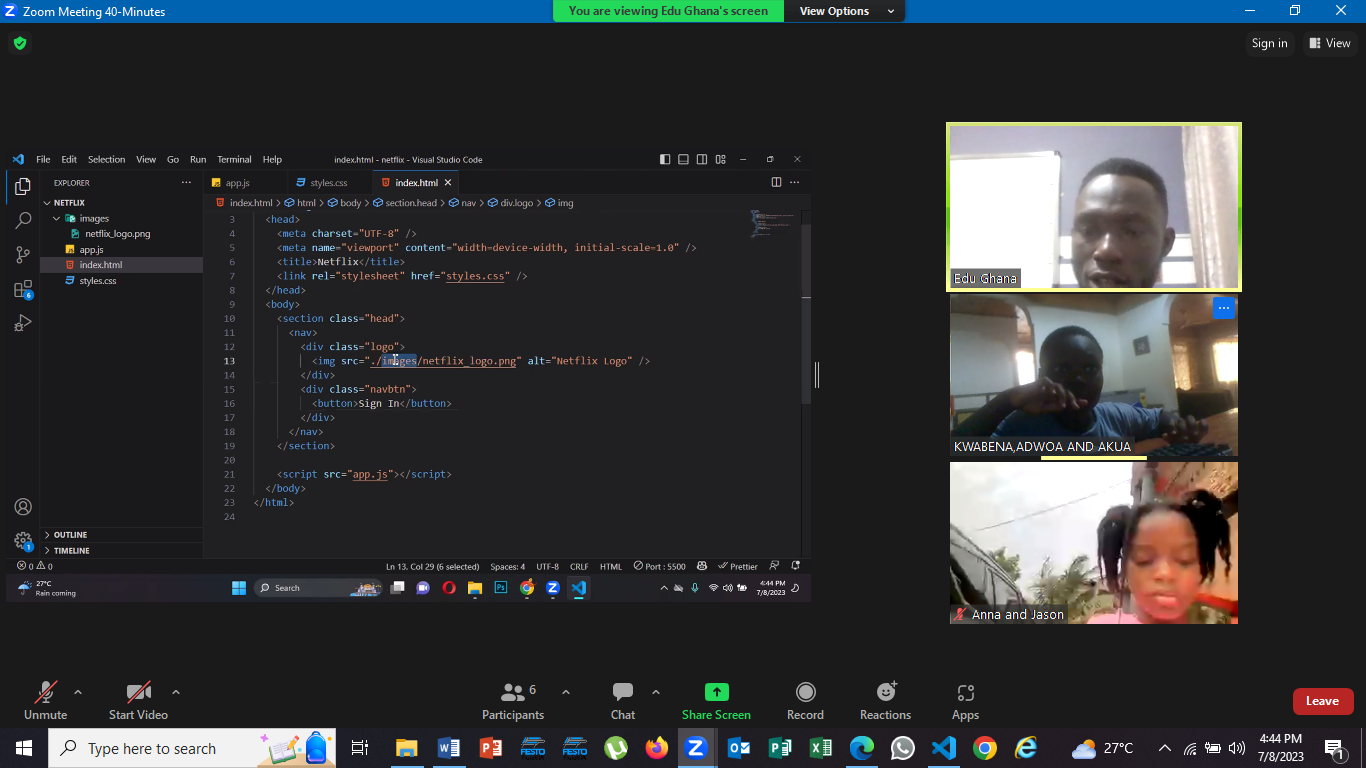 Zoom Meeting 40-Minutes
You are viewing Edu Ghana's screen
View Options
Sign in
View
File Edit Selection View Go Run Terminal Help
index.html - netflix - Visual Studio Code
EXPLORER
NETFLIX
images
netflix_logo.png
app.js
index.html
styles.css
OUTLINE
TIMELINE
app.js
styles.css
index.html
index.html > html > body > section.head > nav > div.logo > img
3 <head>
4 <meta charset="UTF-8" />
5 <meta name="viewport" content="width=device-width, initial-scale=1.0" />
6 <title>Netflix</title>
7 <link rel="stylesheet" href="styles.css" />
8 </head>
9 <body>
10 <section class="head">
11 <nav>
12 <div class="logo">
13 <img src="./images/netflix_logo.png" alt="Netflix Logo" />
14 </div>
15 <div class="navbtn">
16 <button>Sign In</button>
17 </div>
18 </nav>
19 </section>
20
21 <script src="app.js"></script>
22 </body>
23 </html>
24
6
1
0 0
Ln 13, Col 29 (6 selected) Spaces: 4 UTF-8 CRLF HTML Port : 5500 Prettier
27°C
Rain coming
Search
Ps
4:44 PM
7/8/2023
Edu Ghana
KWABENA,ADWOA AND AKUA
Anna and Jason
Unmute
Start Video
6
Participants
Chat
Share Screen
Record
Reactions
Apps
Leave
Type here to search
FESTO
FESTO
27°C
4:44 PM
7/8/2023
1